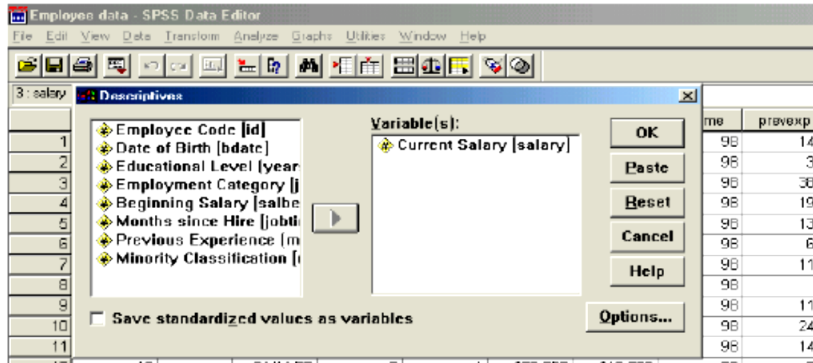 Employee data - SPSS Data Editor
File Edit View Data Transform Analyze Graphs Utilities Window Help
3 : salary
Descriptives
Employee Code [id]
Date of Birth [bdate]
Educational Level (year
Employment Category [j
Beginning Salary [salbe
Months since Hire [jobti
Previous Experience (m
Minority Classification [
Variable(s):
Current Salary [salary]
OK
Paste
Reset
Cancel
Help
Options...
Save standardized values as variables
me prevexp
1 98 14
2 98 3
3 98 38
4 98 19
5 98 13
6 98 6
7 98 11
8 98
9 98 11
10 98 24
11 98 14